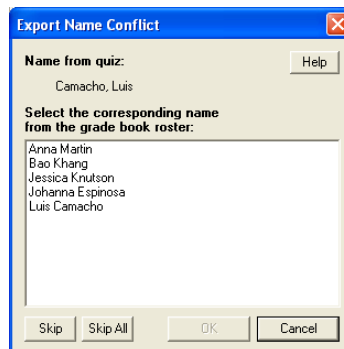 Export Name Conflict
Name from quiz:
Help
Camacho, Luis
Select the corresponding name
from the grade book roster:
Anna Martin
Bao Khang
Jessica Knutson
Johanna Espinosa
Luis Camacho
Skip
Skip All
OK
Cancel